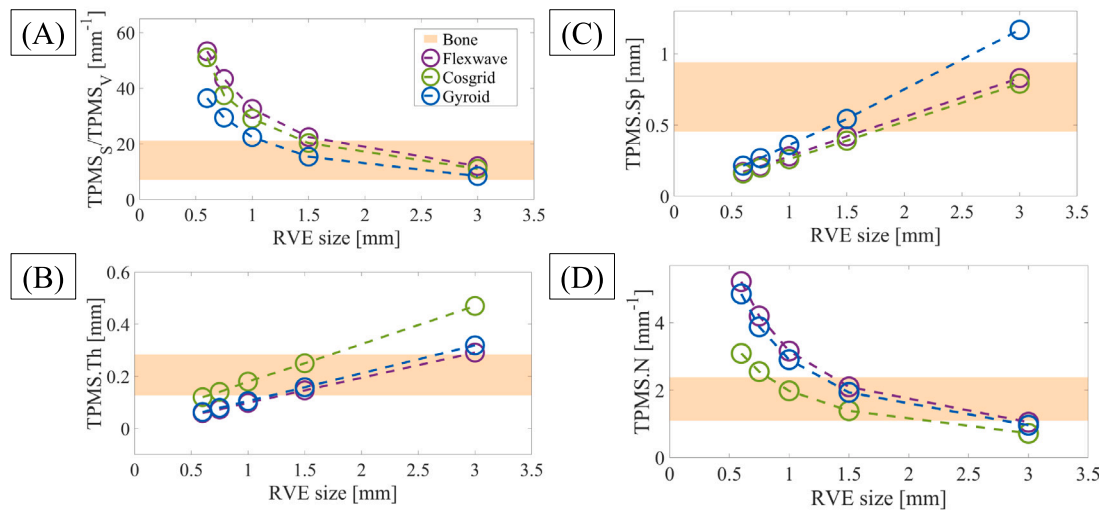 (A)
TPMS_S/TPMS_V [mm⁻¹]
60
40
20
0
0 0.5 1 1.5 2 2.5 3 3.5
RVE size [mm]
Bone
Flexwave
Cosgrid
Gyroid
(C)
TPMS.Sp [mm]
1
0.5
0
0 0.5 1 1.5 2 2.5 3 3.5
RVE size [mm]
(B)
TPMS.Th [mm]
0.6
0.4
0.2
0
0 0.5 1 1.5 2 2.5 3 3.5
RVE size [mm]
(D)
TPMS.N [mm⁻¹]
4
2
0
0 0.5 1 1.5 2 2.5 3 3.5
RVE size [mm]